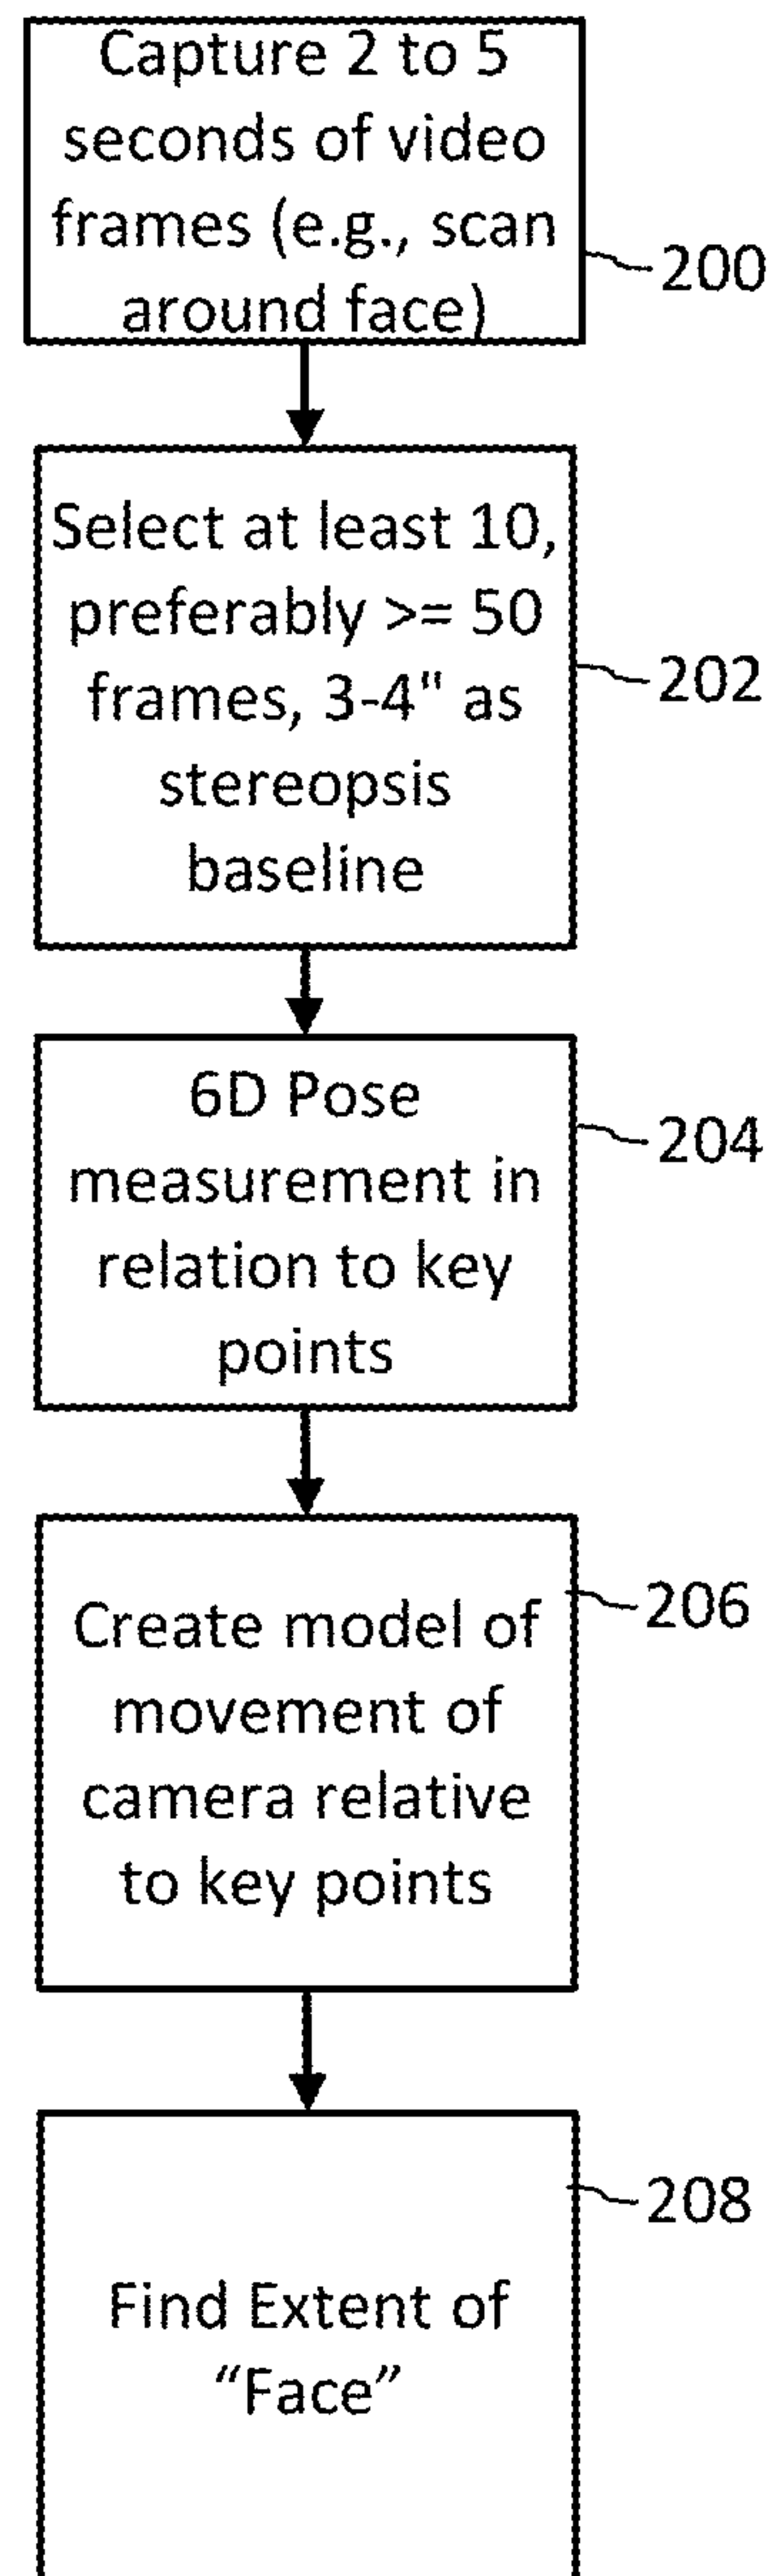 Capture 2 to 5
seconds of video
frames (e.g., scan
around face)
200
Select at least 10,
preferably >= 50
frames, 3-4" as
stereopsis
baseline
202
6D Pose
measurement in
relation to key
points
204
Create model of
movement of
camera relative
to key points
206
Find Extent of
“Face”
208